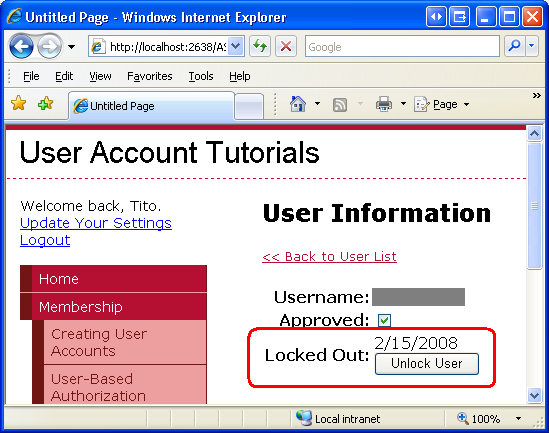 Untitled Page - Windows Internet Explorer
http://localhost:2638/AS
Google
File Edit View Favorites Tools Help
Untitled Page
Page
User Account Tutorials
Welcome back, Tito.
Update Your Settings
Logout
Home
Membership
Creating User
Accounts
User-Based
Authorization
User Information
<< Back to User List
Username:
Approved:
Locked Out:
2/15/2008
Unlock User
Local intranet
100%